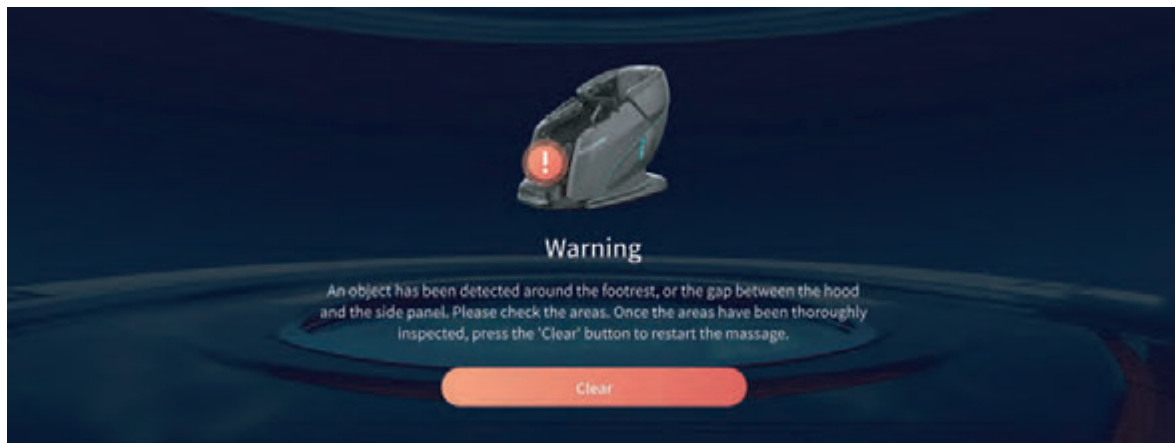 !
Warning
An object has been detected around the footrest, or the gap between the hood
and the side panel. Please check the areas. Once the areas have been thoroughly
inspected, press the 'Clear' button to restart the massage.
Clear